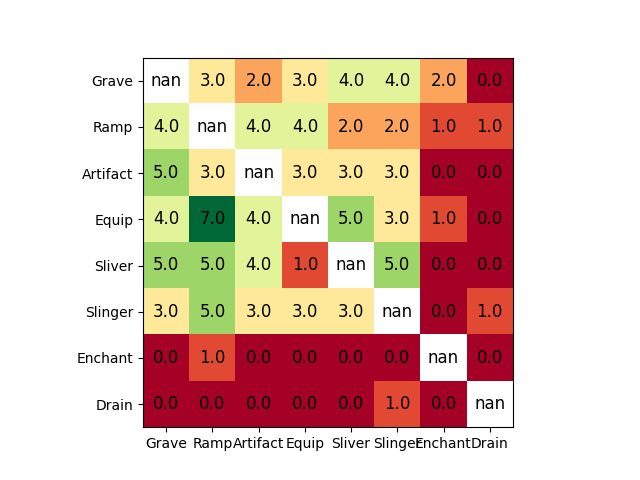 Grave nan 3.0 2.0 3.0 4.0 4.0 2.0 0.0
Ramp 4.0 nan 4.0 4.0 2.0 2.0 1.0 1.0
Artifact 5.0 3.0 nan 3.0 3.0 3.0 0.0 0.0
Equip 4.0 7.0 4.0 nan 5.0 3.0 1.0 0.0
Sliver 5.0 5.0 4.0 1.0 nan 5.0 0.0 0.0
Slinger 3.0 5.0 3.0 3.0 3.0 nan 0.0 1.0
Enchant 0.0 1.0 0.0 0.0 0.0 0.0 nan 0.0
Drain 0.0 0.0 0.0 0.0 0.0 1.0 0.0 nan
Grave Ramp Artifact Equip Sliver Slinger Enchant Drain